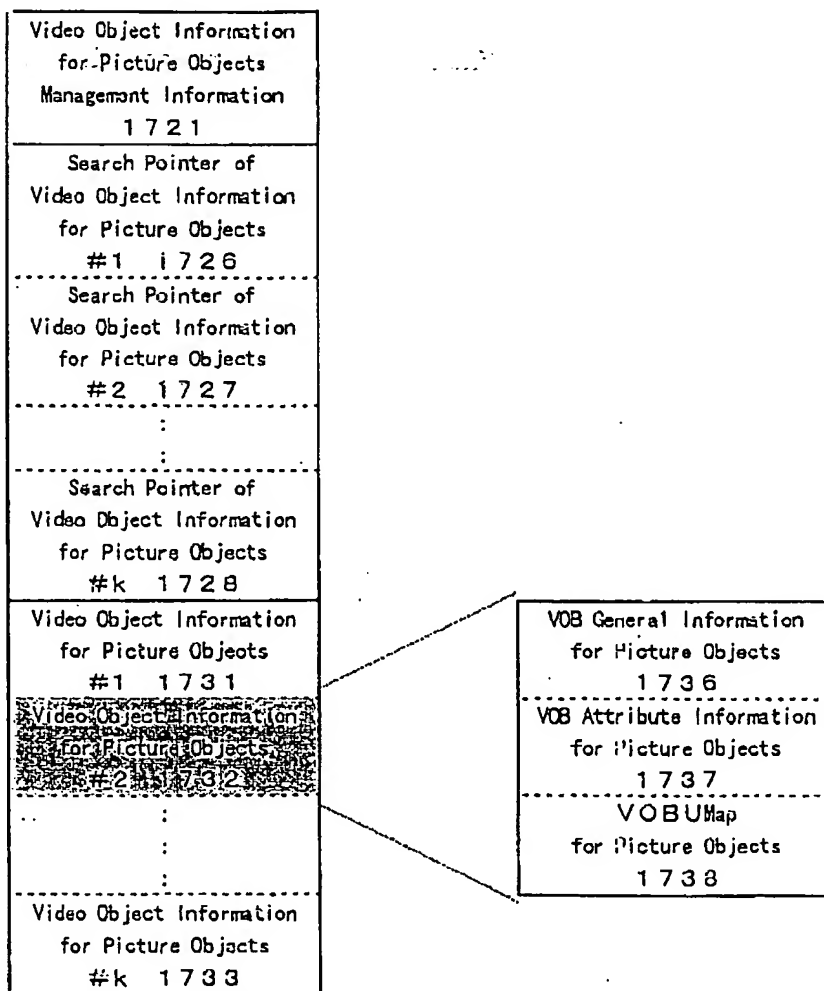 Video Object Information
for Picture Objects
Management Information
1721
Search Pointer of
Video Object Information
for Picture Objects
#1 1726
Search Pointer of
Video Object Information
for Picture Objects
#2 1727
:
:
Search Pointer of
Video Object Information
for Picture Objects
#k 1728
Video Object Information
for Picture Objects
#1 1731
Video Object Information
for Picture Objects
#2 1732
:
:
:
Video Object Information
for Picture Objects
#k 1733
VOB General Information
for Picture Objects
1736
VOB Attribute Information
for Picture Objects
1737
VOBUMap
for Picture Objects
1738